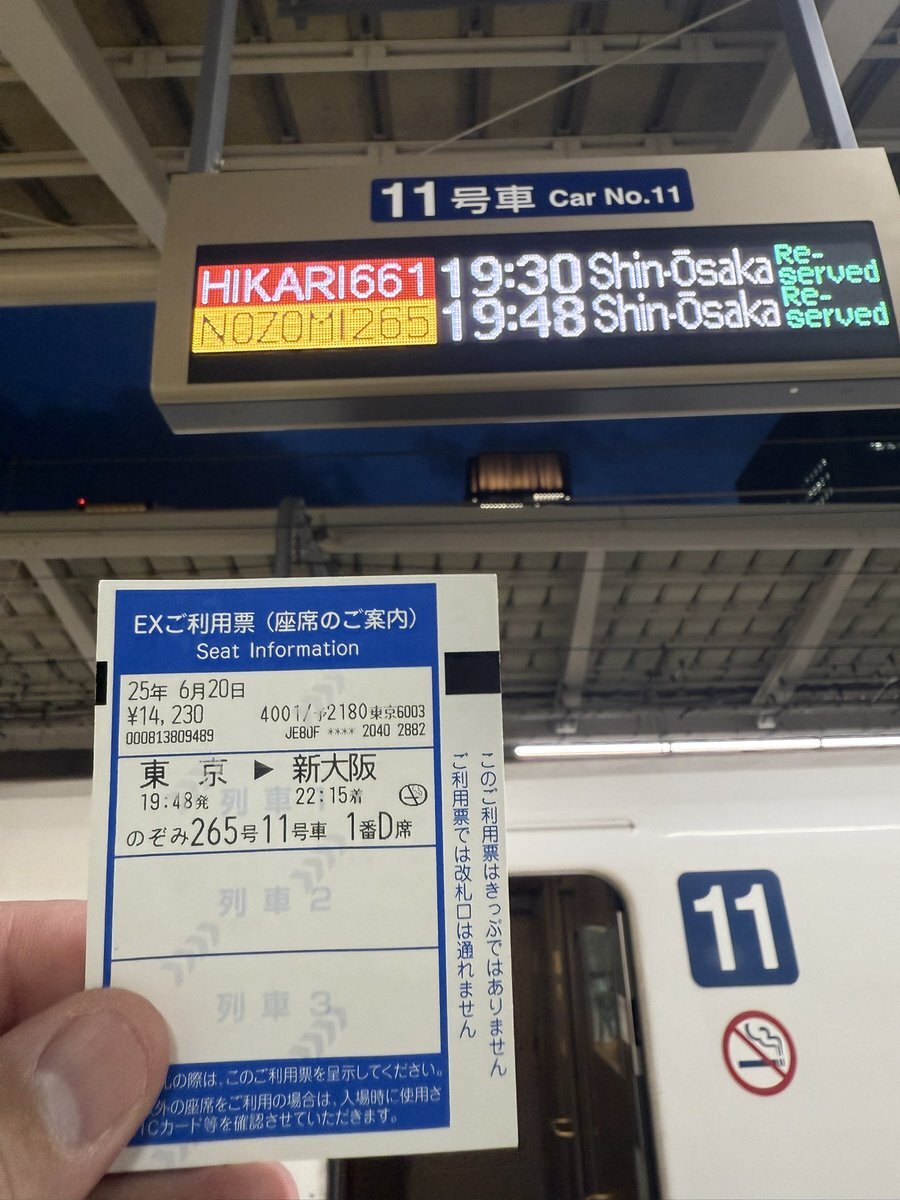 11 号車 Car No.11
HIKARI661 19:30 Shin-Ōsaka Re-served
NOZOMI265 19:48 Shin-Ōsaka Re-served
EXご利用票（座席のご案内）
Seat Information
25年 6月20日
¥14,230 4001/予2180東京6003
000813809489 JE80F **** 2040 2882
東 京 ▶ 新大阪
19:48発 22:15着
のぞみ265号11号車 1番D席
列車
列車2
列車3
の際は、このご利用票を呈示してください。
外の座席をご利用の場合は、入場時に使用さ
ICカード等を確認させていただきます。
このご利用票はきっぷではありません
ご利用票では改札口は通れません
11